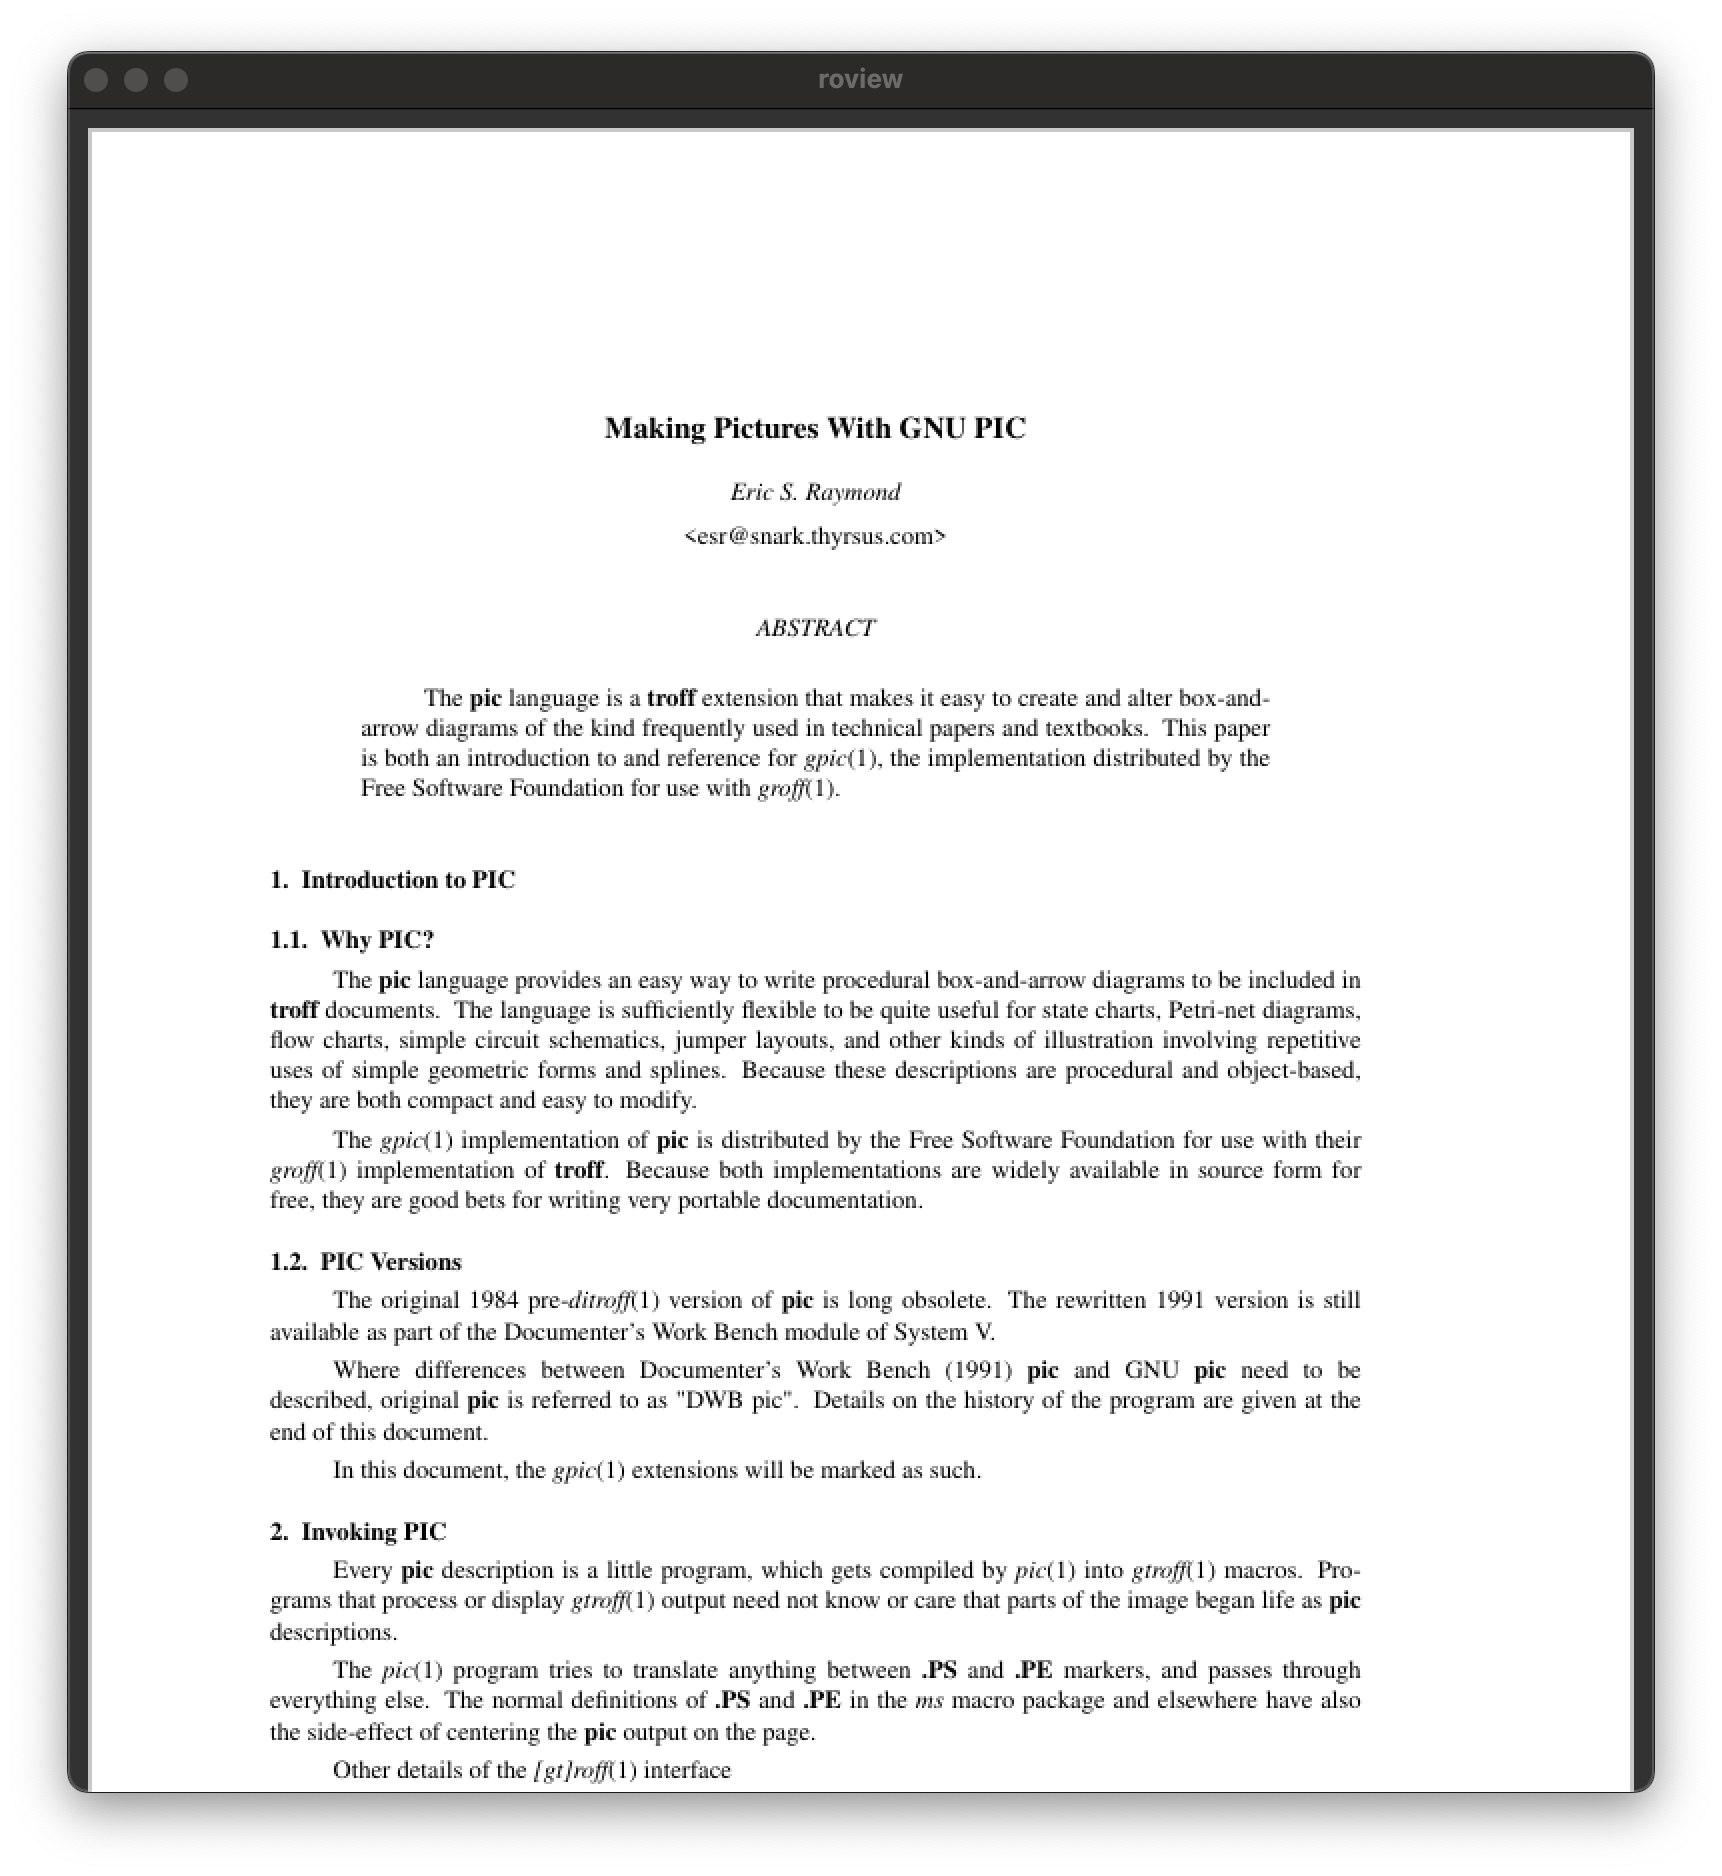 roview
Making Pictures With GNU PIC
Eric S. Raymond
<esr@snark.thyrsus.com>
ABSTRACT
The pic language is a troff extension that makes it easy to create and alter box-and-
arrow diagrams of the kind frequently used in technical papers and textbooks. This paper
is both an introduction to and reference for gpic(1), the implementation distributed by the
Free Software Foundation for use with groff(1).
1. Introduction to PIC
1.1. Why PIC?
The pic language provides an easy way to write procedural box-and-arrow diagrams to be included in
troff documents. The language is sufficiently flexible to be quite useful for state charts, Petri-net diagrams,
flow charts, simple circuit schematics, jumper layouts, and other kinds of illustration involving repetitive
uses of simple geometric forms and splines. Because these descriptions are procedural and object-based,
they are both compact and easy to modify.
The gpic(1) implementation of pic is distributed by the Free Software Foundation for use with their
groff(1) implementation of troff. Because both implementations are widely available in source form for
free, they are good bets for writing very portable documentation.
1.2. PIC Versions
The original 1984 pre-ditroff(1) version of pic is long obsolete. The rewritten 1991 version is still
available as part of the Documenter's Work Bench module of System V.
Where differences between Documenter's Work Bench (1991) pic and GNU pic need to be
described, original pic is referred to as "DWB pic". Details on the history of the program are given at the
end of this document.
In this document, the gpic(1) extensions will be marked as such.
2. Invoking PIC
Every pic description is a little program, which gets compiled by pic(1) into gtroff(1) macros. Pro-
grams that process or display gtroff(1) output need not know or care that parts of the image began life as pic
descriptions.
The pic(1) program tries to translate anything between .PS and .PE markers, and passes through
everything else. The normal definitions of .PS and .PE in the ms macro package and elsewhere have also
the side-effect of centering the pic output on the page.
Other details of the [gt]roff(1) interface